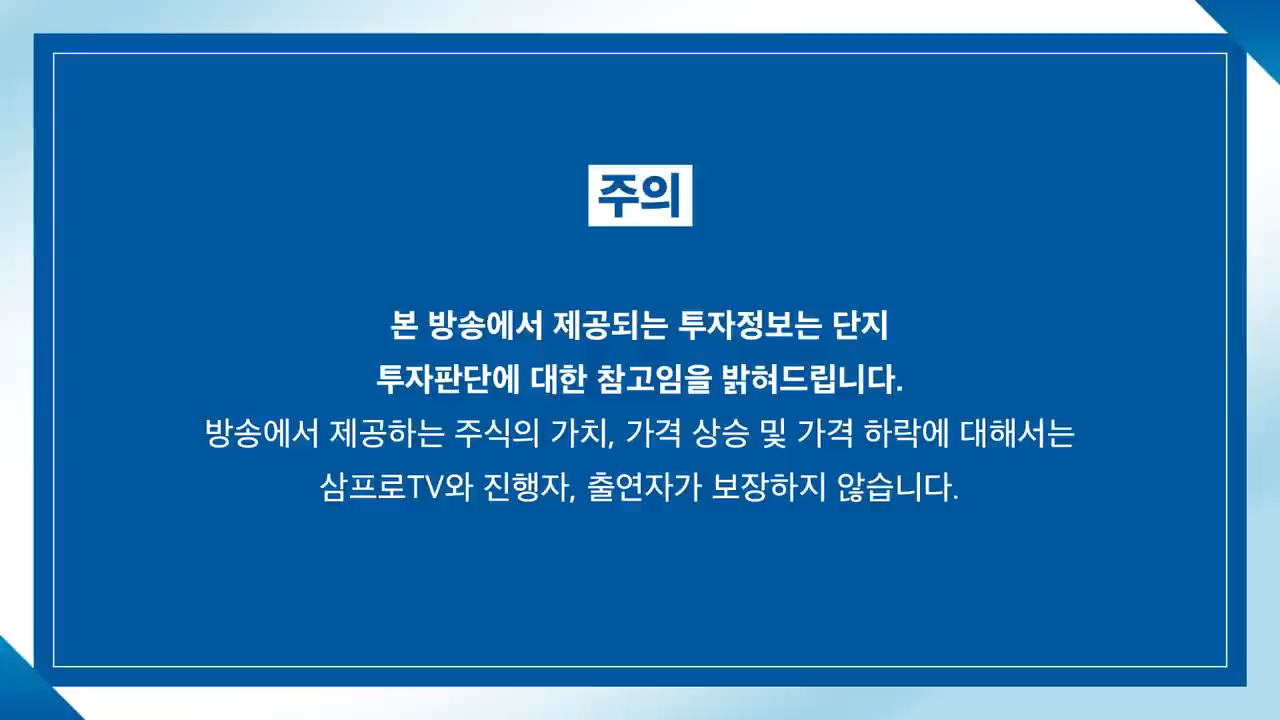 주의
본 방송에서 제공되는 투자정보는 단지
투자판단에 대한 참고임을 밝혀드립니다.
방송에서 제공하는 주식의 가치, 가격 상승 및 가격 하락에 대해서는
삼프로TV와 진행자, 출연자가 보장하지 않습니다.